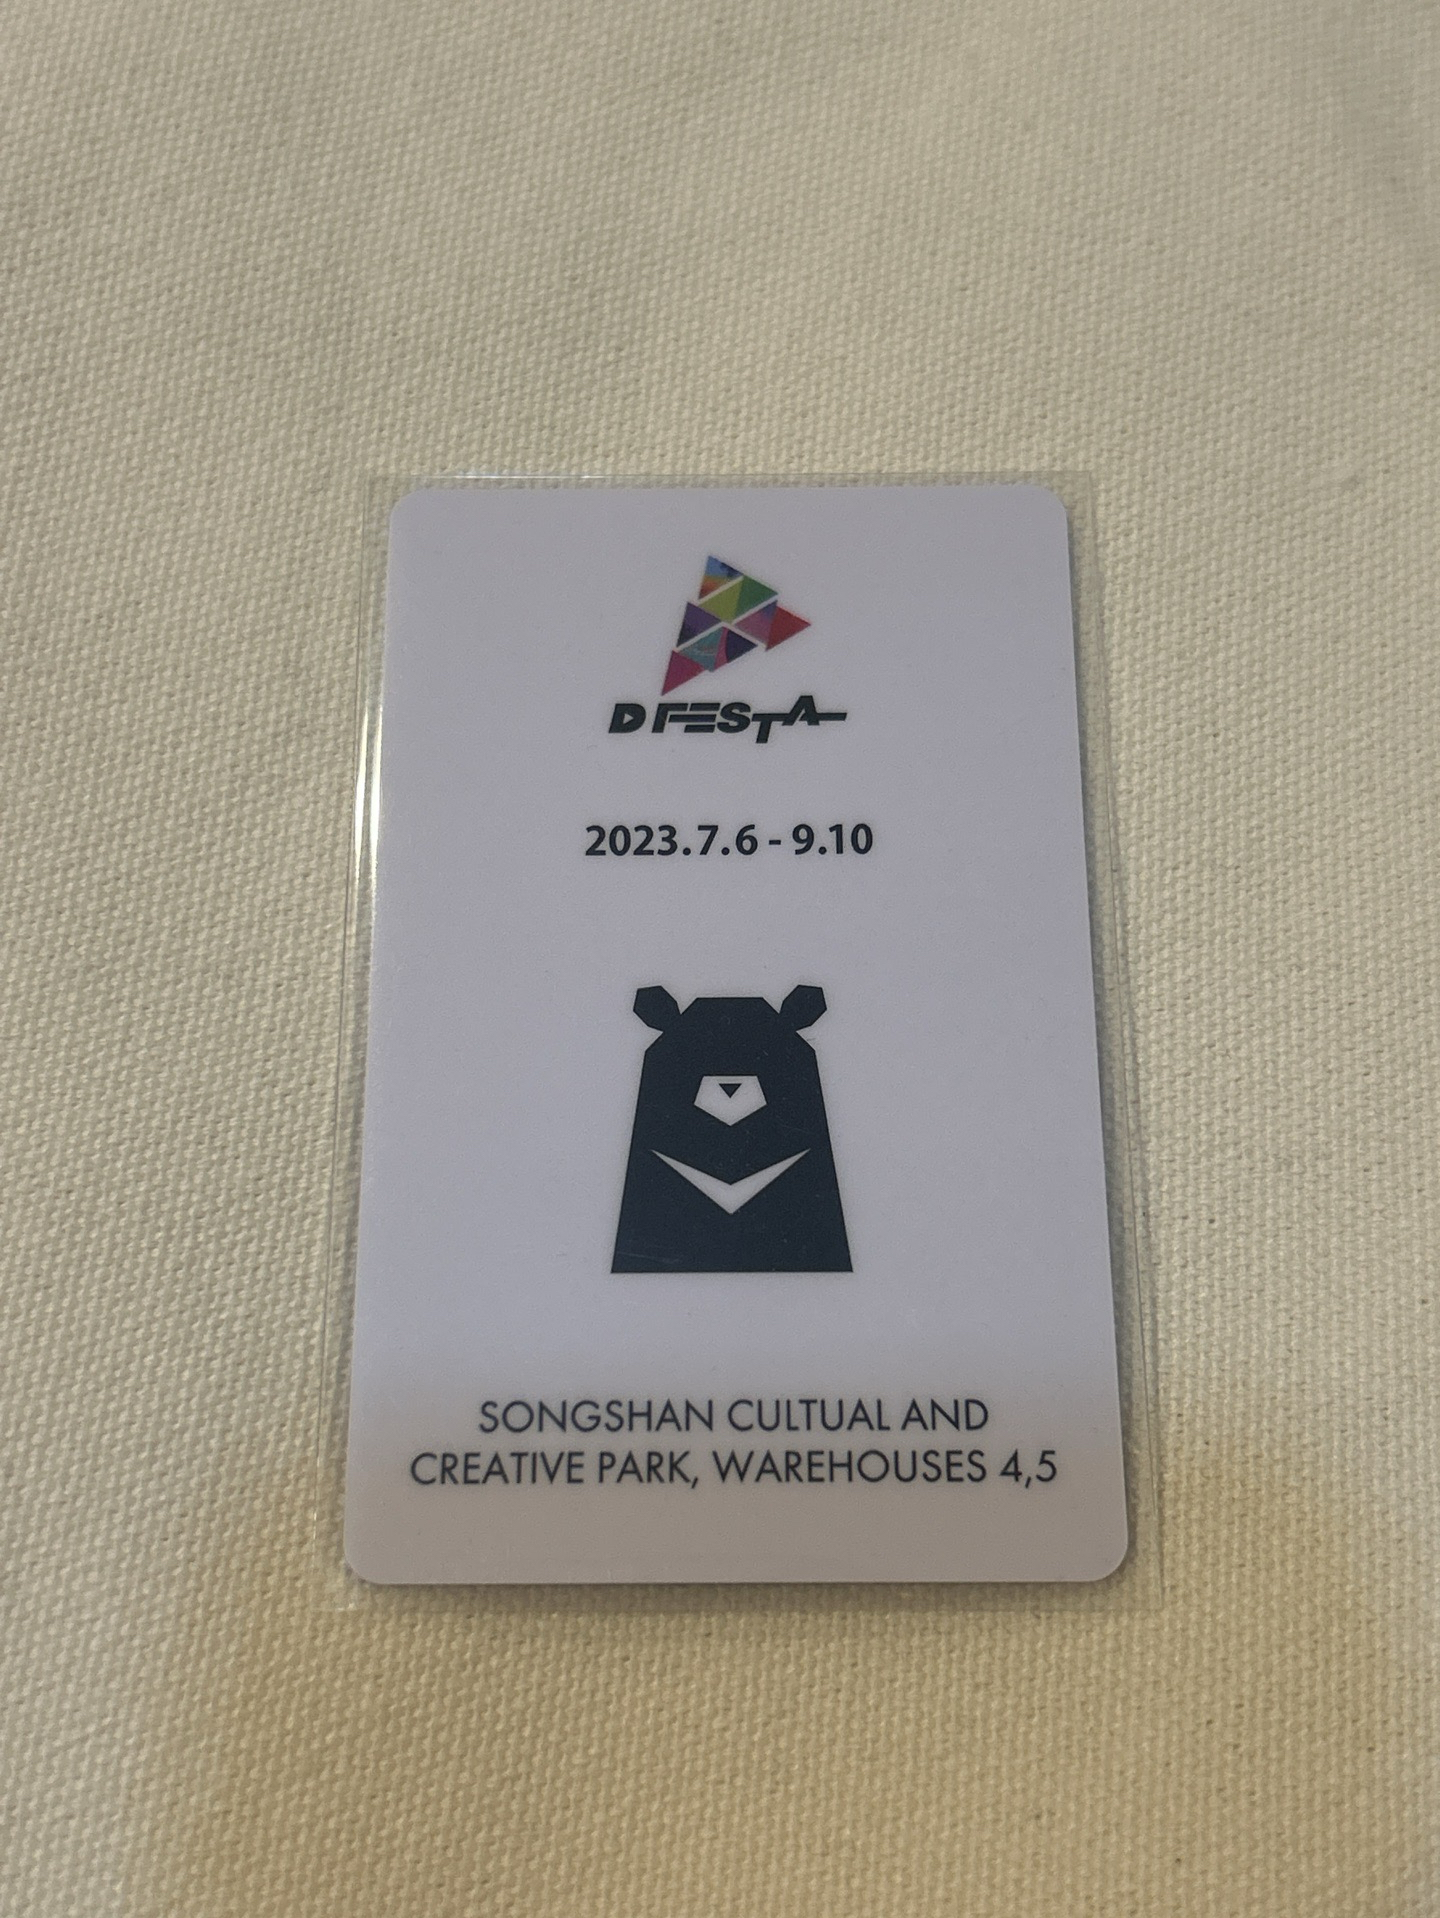 D FESTA
2023.7.6 - 9.10
SONGSHAN CULTUAL AND
CREATIVE PARK, WAREHOUSES 4,5